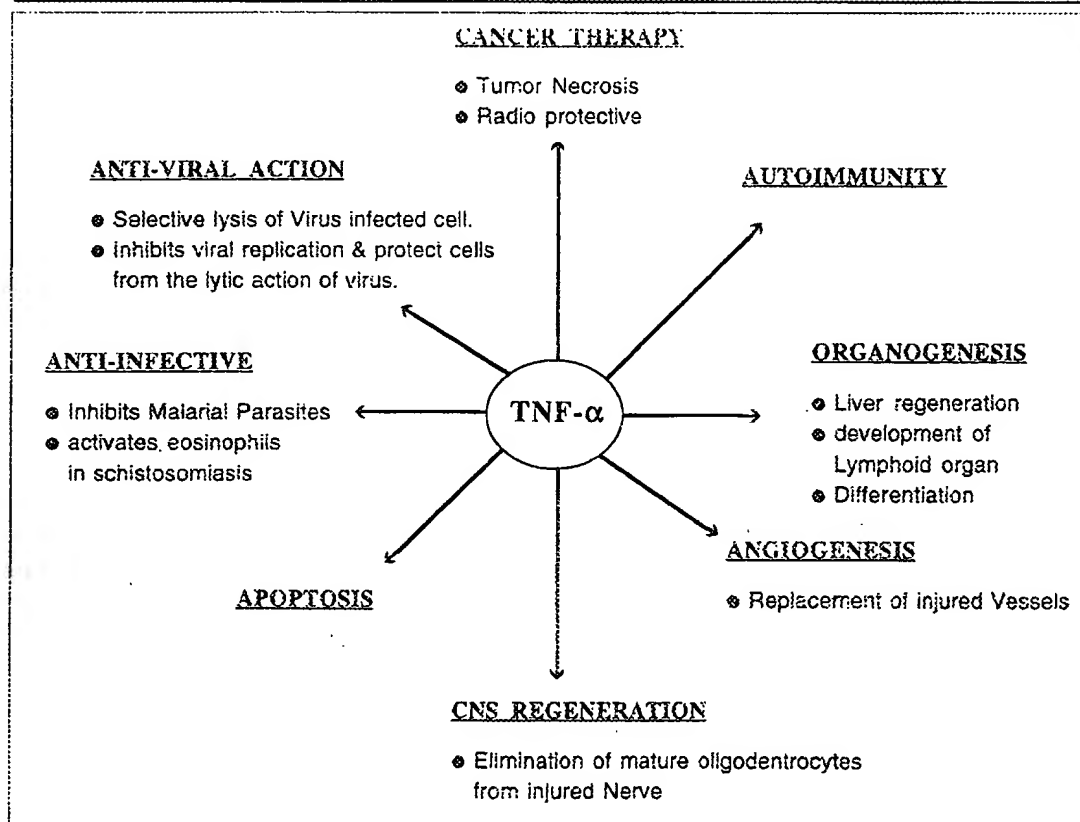 CANCER THERAPY
● Tumor Necrosis
● Radio protective
ANTI-VIRAL ACTION
● Selective lysis of Virus infected cell.
● Inhibits viral replication & protect cells
from the lytic action of virus.
AUTOIMMUNITY
ANTI-INFECTIVE
● Inhibits Malarial Parasites
● activates eosinophils
in schistosomiasis
TNF-α
ORGANOGENESIS
● Liver regeneration
● development of
Lymphoid organ
● Differentiation
ANGIOGENESIS
● Replacement of injured Vessels
APOPTOSIS
CNS REGENERATION
● Elimination of mature oligodentrocytes
from injured Nerve